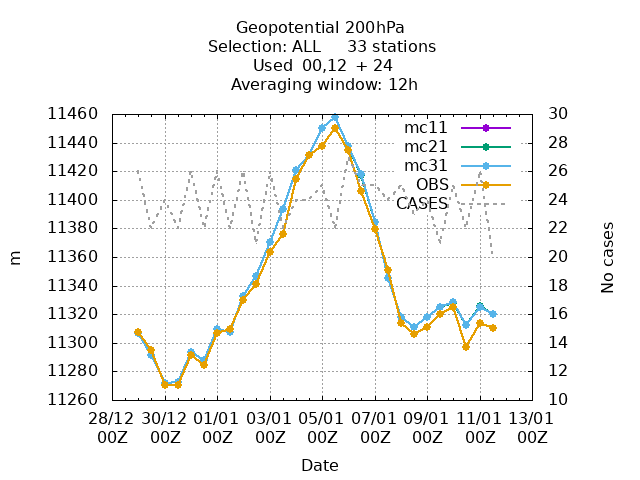 Geopotential 200hPa
Selection: ALL 33 stations
Used 00,12 + 24
Averaging window: 12h
11460
11440
11420
11400
11380
11360
11340
11320
11300
11280
11260
30
28
26
24
22
20
18
16
14
12
10
mc11
mc21
mc31
OBS
CASES
m
No cases
28/12 30/12 01/01 03/01 05/01 07/01 09/01 11/01 13/01
00Z 00Z 00Z 00Z 00Z 00Z 00Z 00Z 00Z
Date